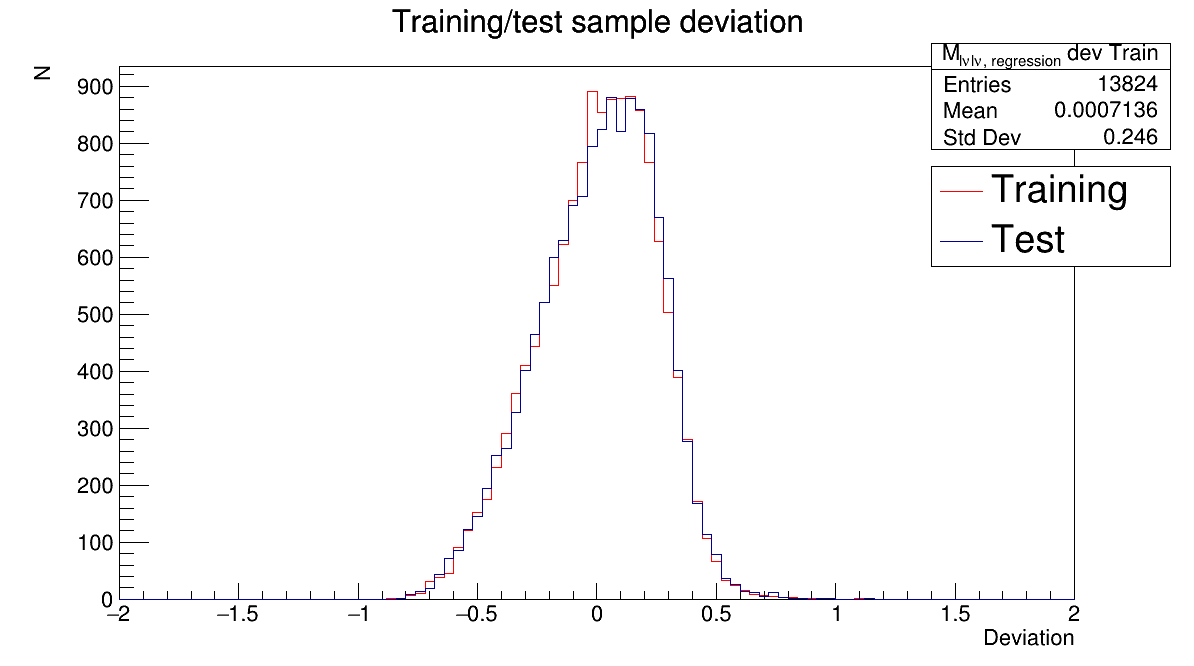 Training/test sample deviation
N
M_lνlν, regression dev Train
Entries 13824
Mean 0.0007136
Std Dev 0.246
Training
Test
900
800
700
600
500
400
300
200
100
0
−2 −1.5 −1 −0.5 0 0.5 1 1.5 2
Deviation